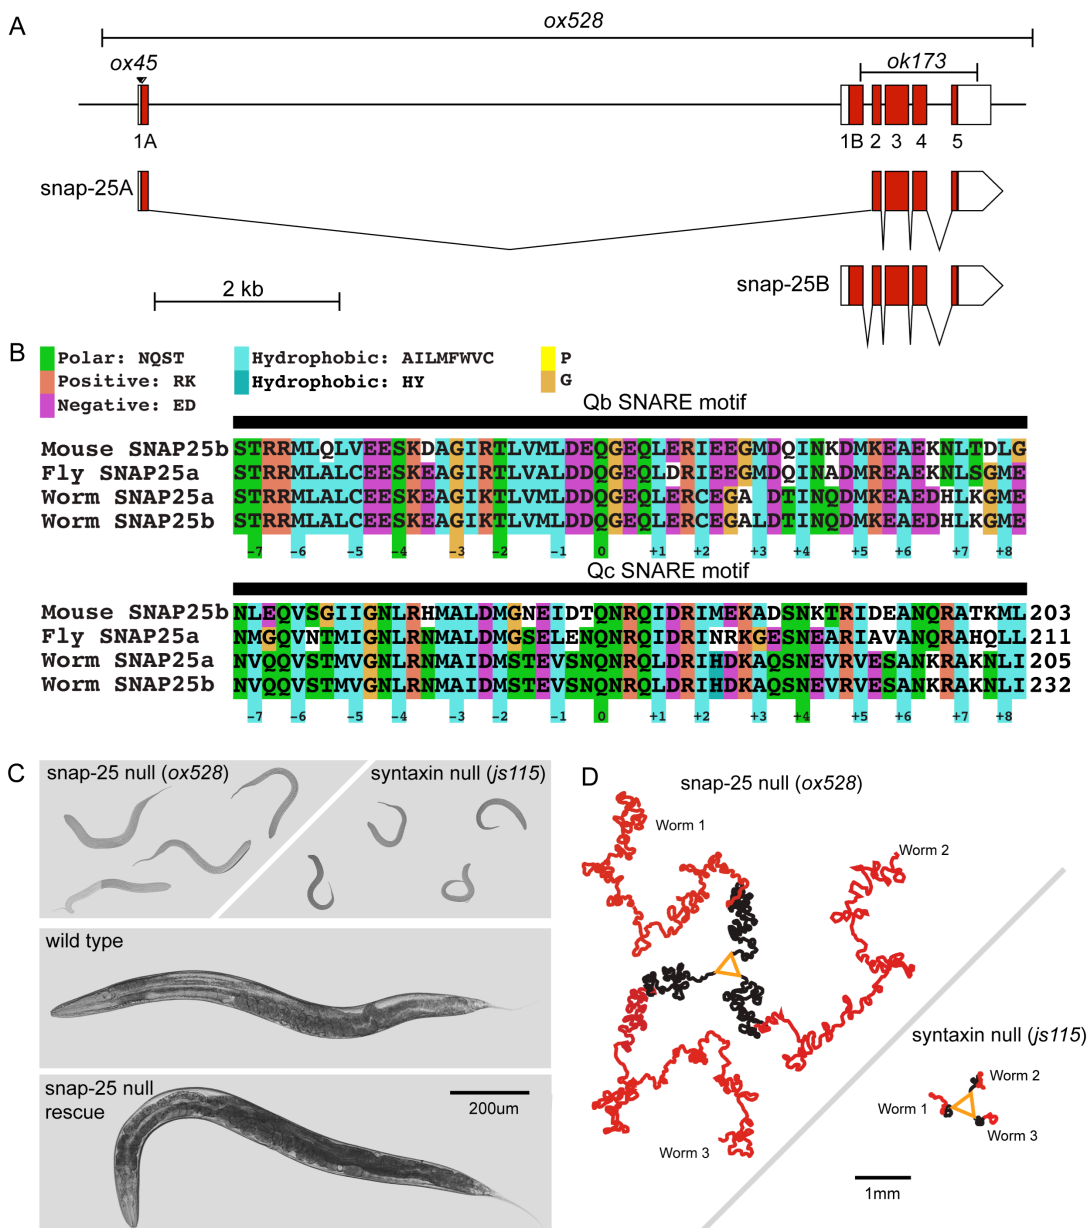 A
ox528
ox45
ok173
1A
1B 2 3 4 5
snap-25A
2 kb
snap-25B
B
Polar: NQST
Positive: RK
Negative: ED
Hydrophobic: AILMFWVC
Hydrophobic: HY
P
G
Qb SNARE motif
Mouse SNAP25b STRRMLQLVEESKDAGIRTLVMLDEQGEQLERIEEGMDQINKDMKEAEKNLTDLG
Fly SNAP25a STRRMLALCEESKEAGIRTLVMLDDQGEQLDRIEEGMDQINADMREAEKNLSGME
Worm SNAP25a STRRMLALCEESKEAGIKTLVMLDDQGEQLERCEGALDTINQDMKEAEDHLKGME
Worm SNAP25b STRRMLALCEESKEAGIKTLVMLDDQGEQLERCEGALDTINQDMKEAEDHLKGME
-7 -6 -5 -4 -3 -2 -1 0 +1 +2 +3 +4 +5 +6 +7 +8
Qc SNARE motif
Mouse SNAP25b NLEQVSGIIGNLRHMALDMGNEIDTQNRQIDRIMEKADSNKTRIDEANQRATKML 203
Fly SNAP25a NMGQVNTMIGNLRNMALDMGSELENQNRQIDRINRKGESNEARIAVANQRAHQLL 211
Worm SNAP25a NVQQVSTMVGNLRNMAIDMSTEVSNQNRQLDRIHDKAQSNEVRVESANKRAKNLI 205
Worm SNAP25b NVQQVSTMVGNLRNMAIDMSTEVSNQNRQLDRIHDKAQSNEVRVESANKRAKNLI 232
-7 -6 -5 -4 -3 -2 -1 0 +1 +2 +3 +4 +5 +6 +7 +8
C
snap-25 null (ox528)
syntaxin null (js115)
wild type
snap-25 null
rescue
200um
D
snap-25 null (ox528)
Worm 1
Worm 2
Worm 3
syntaxin null (js115)
Worm 2
Worm 1
Worm 3
1mm